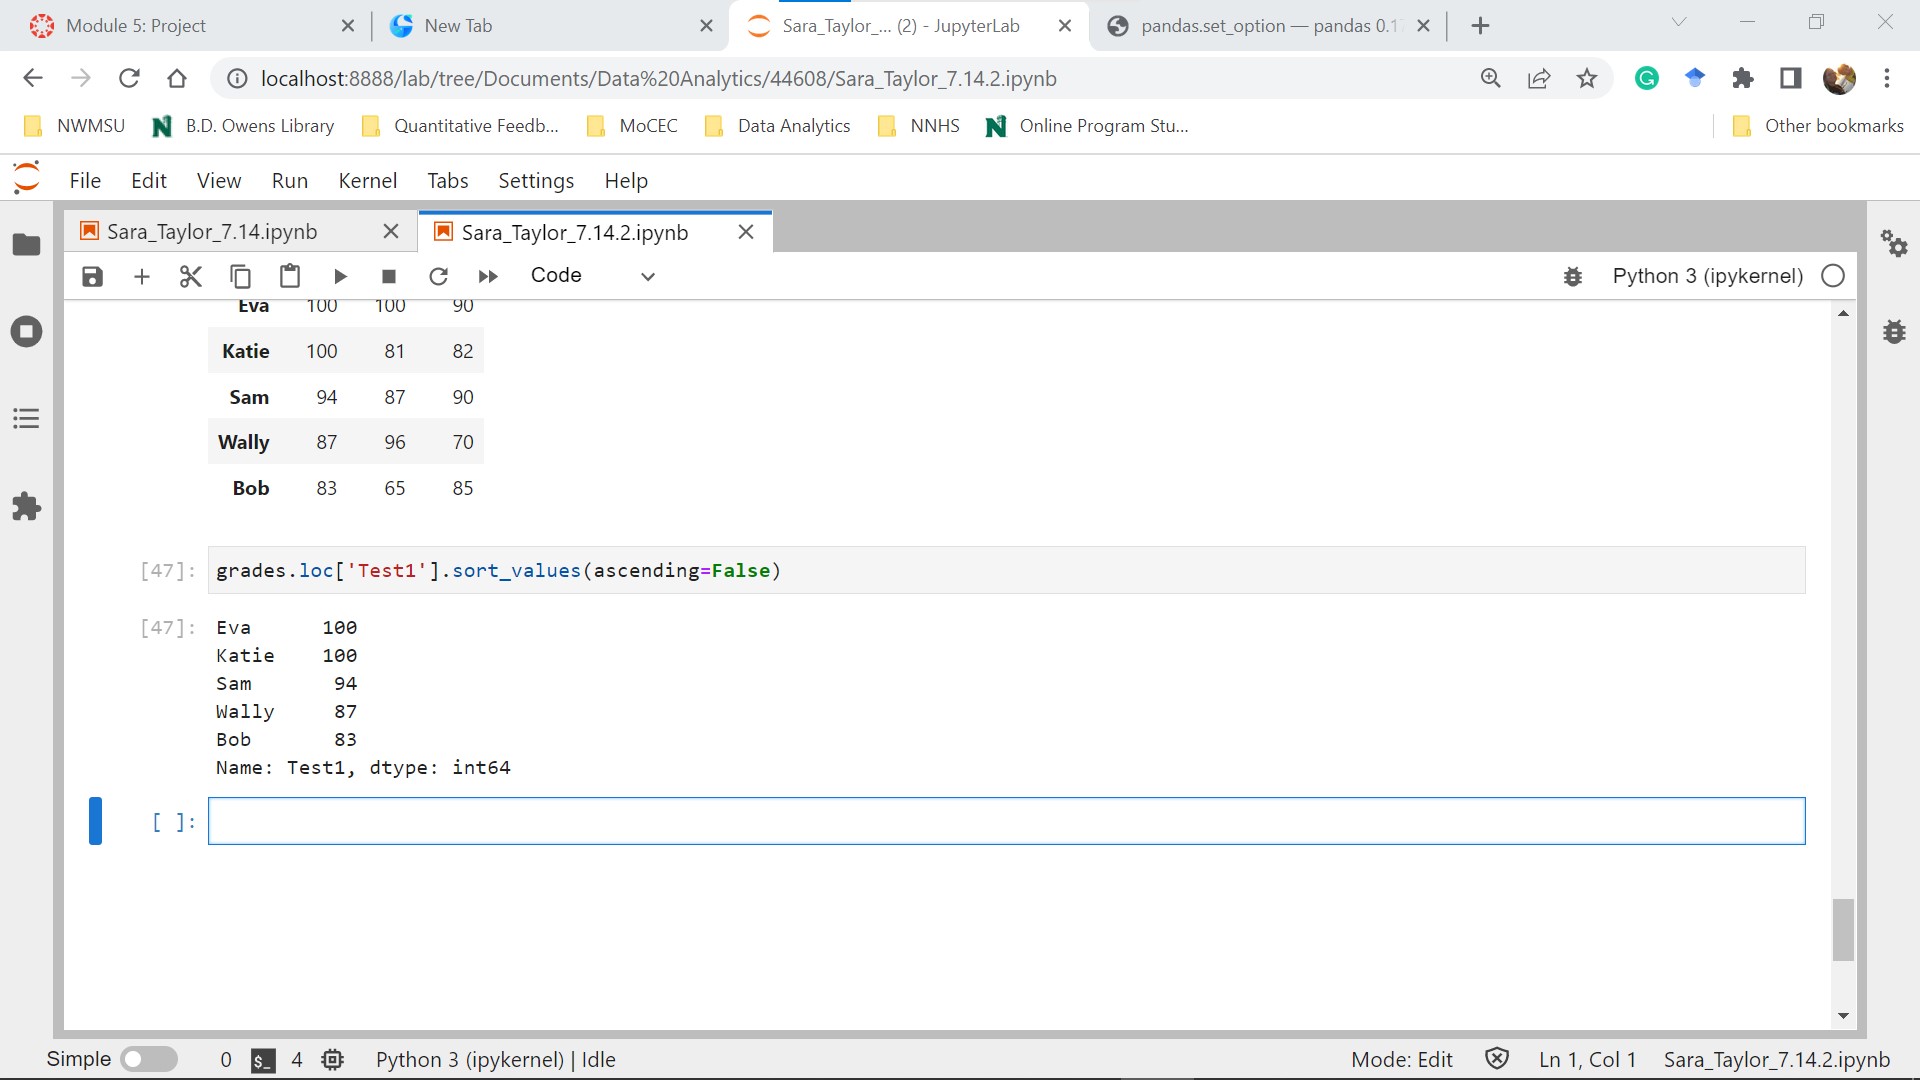 Module 5: Project
New Tab
Sara_Taylor_... (2) - JupyterLab
pandas.set_option — pandas 0.1
localhost:8888/lab/tree/Documents/Data%20Analytics/44608/Sara_Taylor_7.14.2.ipynb
NWMSU B.D. Owens Library Quantitative Feedb... MoCEC Data Analytics NNHS Online Program Stu... Other bookmarks
File Edit View Run Kernel Tabs Settings Help
Sara_Taylor_7.14.ipynb Sara_Taylor_7.14.2.ipynb
Code Python 3 (ipykernel)
Eva 100 100 90
Katie 100 81 82
Sam 94 87 90
Wally 87 96 70
Bob 83 65 85
[47]: grades.loc['Test1'].sort_values(ascending=False)
[47]: Eva 100
Katie 100
Sam 94
Wally 87
Bob 83
Name: Test1, dtype: int64
[ ]:
Simple 0 $_ 4 Python 3 (ipykernel) | Idle Mode: Edit Ln 1, Col 1 Sara_Taylor_7.14.2.ipynb